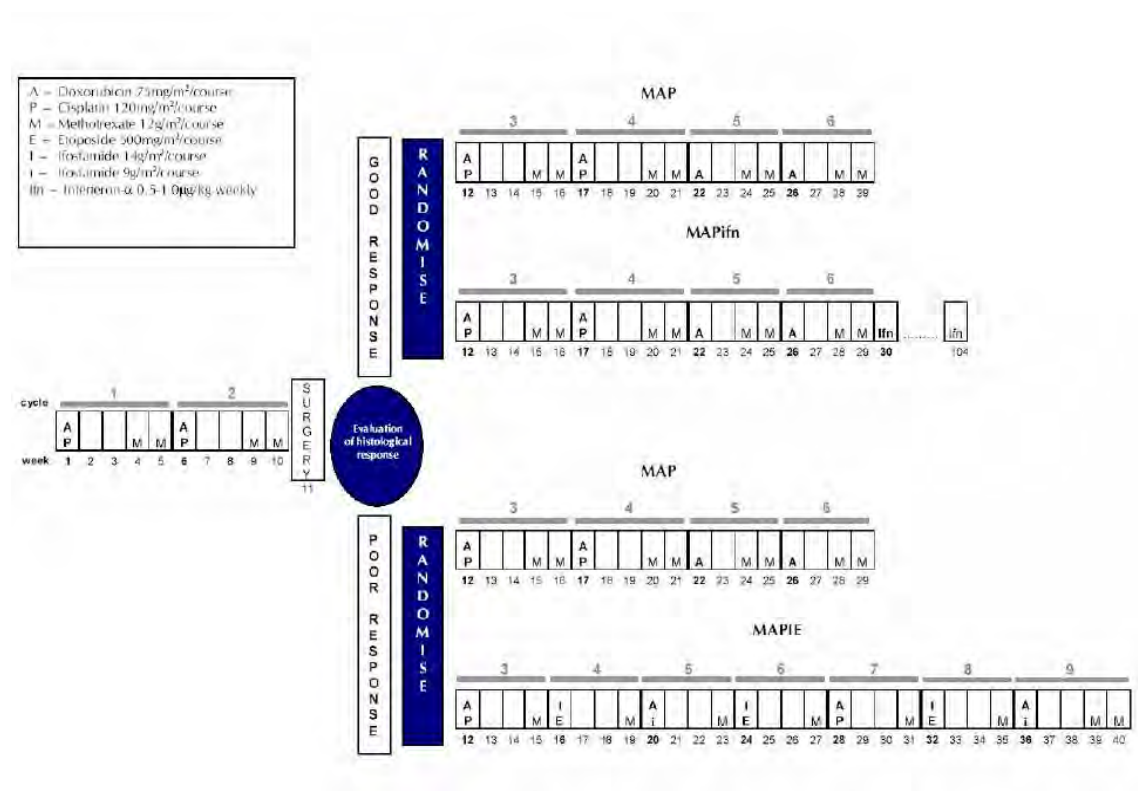 A – Doxorubicin 75mg/m²/course
P – Cisplatin 120mg/m²/course
M – Methotrexate 12g/m²/course
E – Etoposide 500mg/m²/course
I – Ifosfamide 14g/m²/course
i – Ifosfamide 9g/m²/course
Ifn – Interferon-α 0.5-1.0µg/kg weekly
cycle
1 2
A P M M A P M M
week 1 2 3 4 5 6 7 8 9 10
SURGERY
11
Evaluation
of histological
response
GOOD RESPONSE
RANDOMISE
MAP
3 4 5 6
A P M M A P M M A M M A M M
12 13 14 15 16 17 18 19 20 21 22 23 24 25 26 27 28 29
MAPifn
3 4 5 6
A P M M A P M M A M M A M M Ifn ......... Ifn
12 13 14 15 16 17 18 19 20 21 22 23 24 25 26 27 28 29 30 104
POOR RESPONSE
RANDOMISE
MAP
3 4 5 6
A P M M A P M M A M M A M M
12 13 14 15 16 17 18 19 20 21 22 23 24 25 26 27 28 29
MAPIE
3 4 5 6 7 8 9
A P M I E M A i M I E M A P M I E M A i M M
12 13 14 15 16 17 18 19 20 21 22 23 24 25 26 27 28 29 30 31 32 33 34 35 36 37 38 39 40